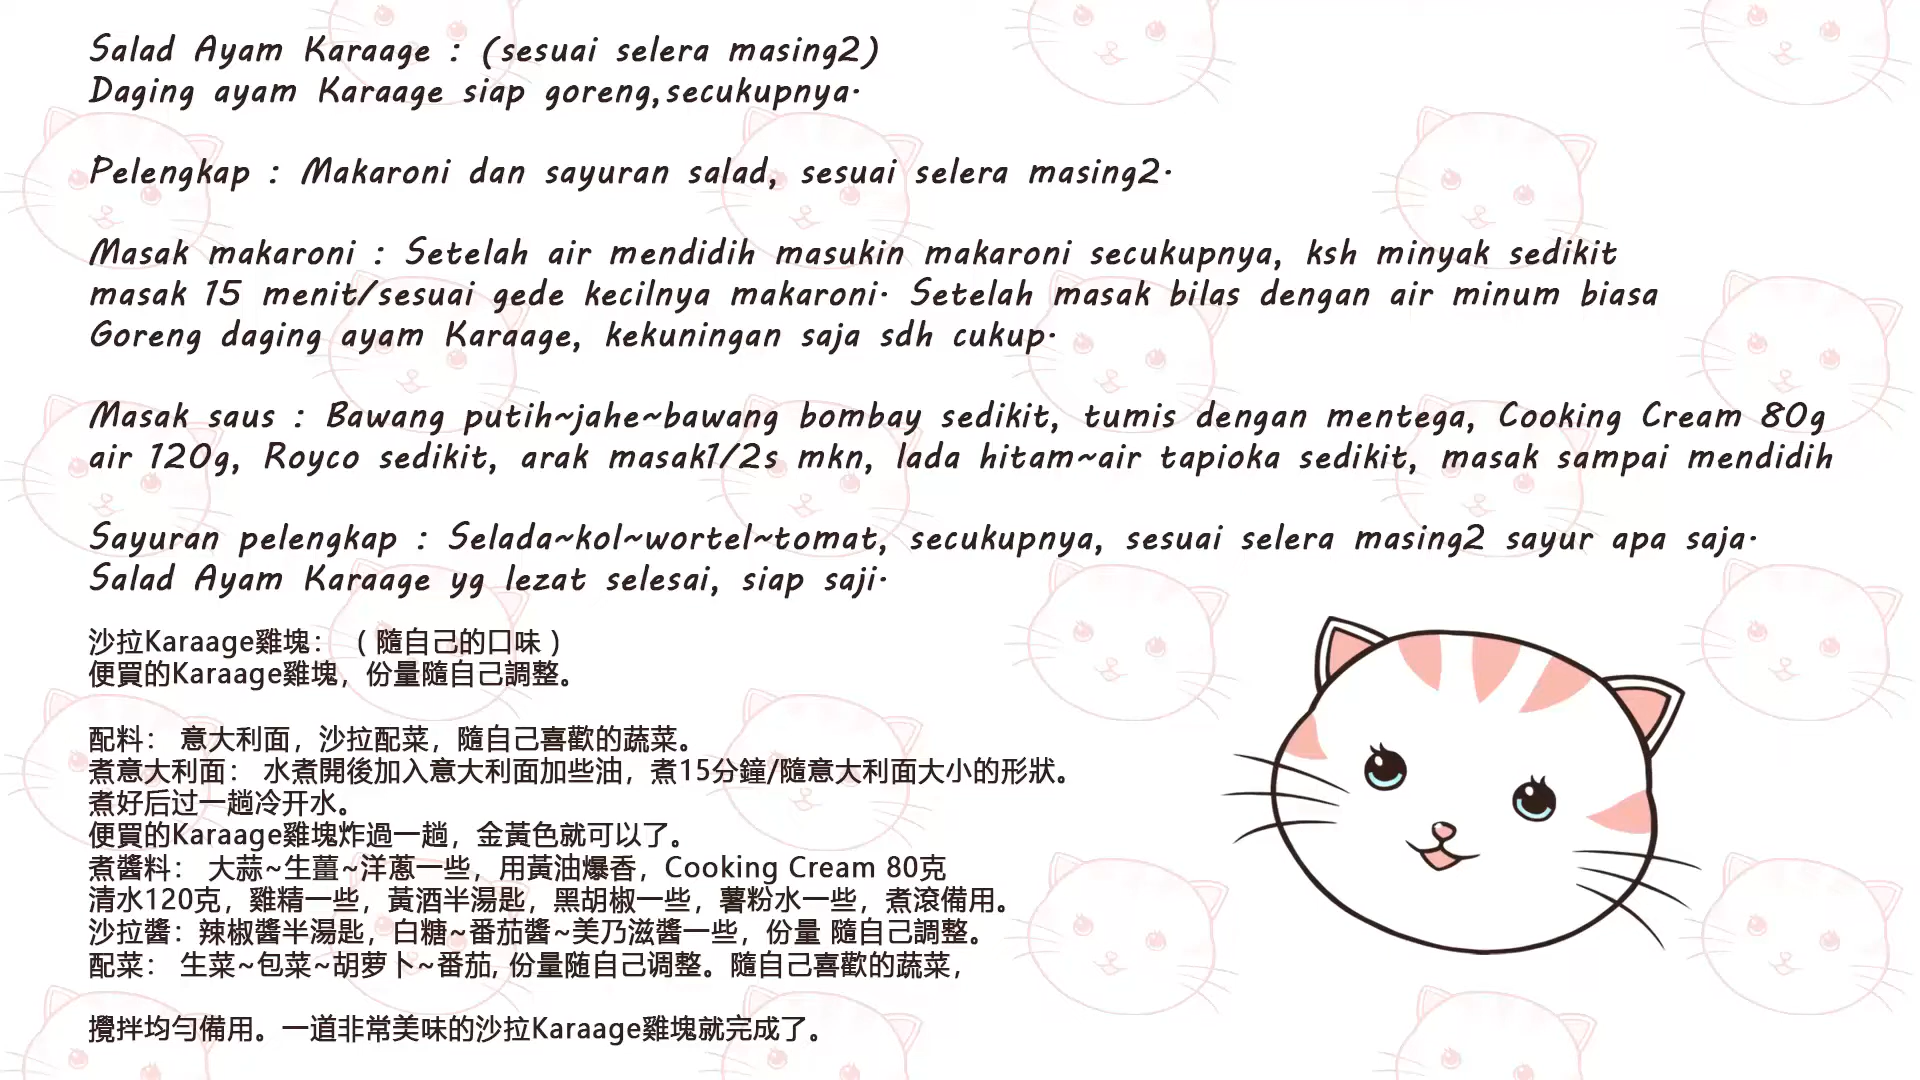 Salad Ayam Karaage : (sesuai selera masing2)
Daging ayam Karaage siap goreng,secukupnya.
Pelengkap : Makaroni dan sayuran salad, sesuai selera masing2.
Masak makaroni : Setelah air mendidih masukin makaroni secukupnya, ksh minyak sedikit
masak 15 menit/sesuai gede kecilnya makaroni. Setelah masak bilas dengan air minum biasa
Goreng daging ayam Karaage, kekuningan saja sdh cukup.
Masak saus : Bawang putih~jahe~bawang bombay sedikit, tumis dengan mentega, Cooking Cream 80g
air 120g, Royco sedikit, arak masak1/2s mkn, lada hitam~air tapioka sedikit, masak sampai mendidih
Sayuran pelengkap : Selada~kol~wortel~tomat, secukupnya, sesuai selera masing2 sayur apa saja.
Salad Ayam Karaage yg lezat selesai, siap saji.
沙拉Karaage雞塊：（隨自己的口味）
便買的Karaage雞塊，份量隨自己調整。
配料： 意大利面，沙拉配菜，隨自己喜歡的蔬菜。
煮意大利面： 水煮開後加入意大利面加些油，煮15分鐘/隨意大利面大小的形狀。
煮好后过一趟冷开水。
便買的Karaage雞塊炸過一趟，金黃色就可以了。
煮醬料： 大蒜~生薑~洋蔥一些，用黃油爆香，Cooking Cream 80克
清水120克，雞精一些，黃酒半湯匙，黑胡椒一些，薯粉水一些，煮滾備用。
沙拉醬：辣椒醬半湯匙，白糖~番茄醬~美乃滋醬一些，份量 隨自己調整。
配菜： 生菜~包菜~胡萝卜~番茄, 份量随自己调整。隨自己喜歡的蔬菜，
攪拌均勻備用。一道非常美味的沙拉Karaage雞塊就完成了。